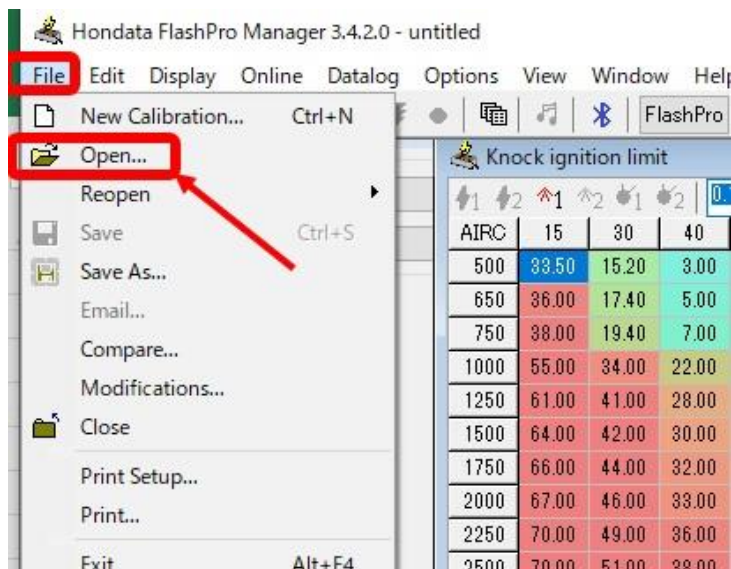 Hondata FlashPro Manager 3.4.2.0 - untitled
File Edit Display Online Datalog Options View Window Help
New Calibration... Ctrl+N
FlashPro
Open...
Knock ignition limit
Reopen
1 2 1 2 1 2
Save Ctrl+S
AIRC 15 30 40
Save As...
500 33.50 15.20 3.00
Email...
650 36.00 17.40 5.00
Compare...
750 38.00 19.40 7.00
Modifications...
1000 55.00 34.00 22.00
Close
1250 61.00 41.00 28.00
1500 64.00 42.00 30.00
Print Setup...
1750 66.00 44.00 32.00
Print...
2000 67.00 46.00 33.00
2250 70.00 49.00 36.00
Exit Alt+F4
2500 70.00 51.00 38.00